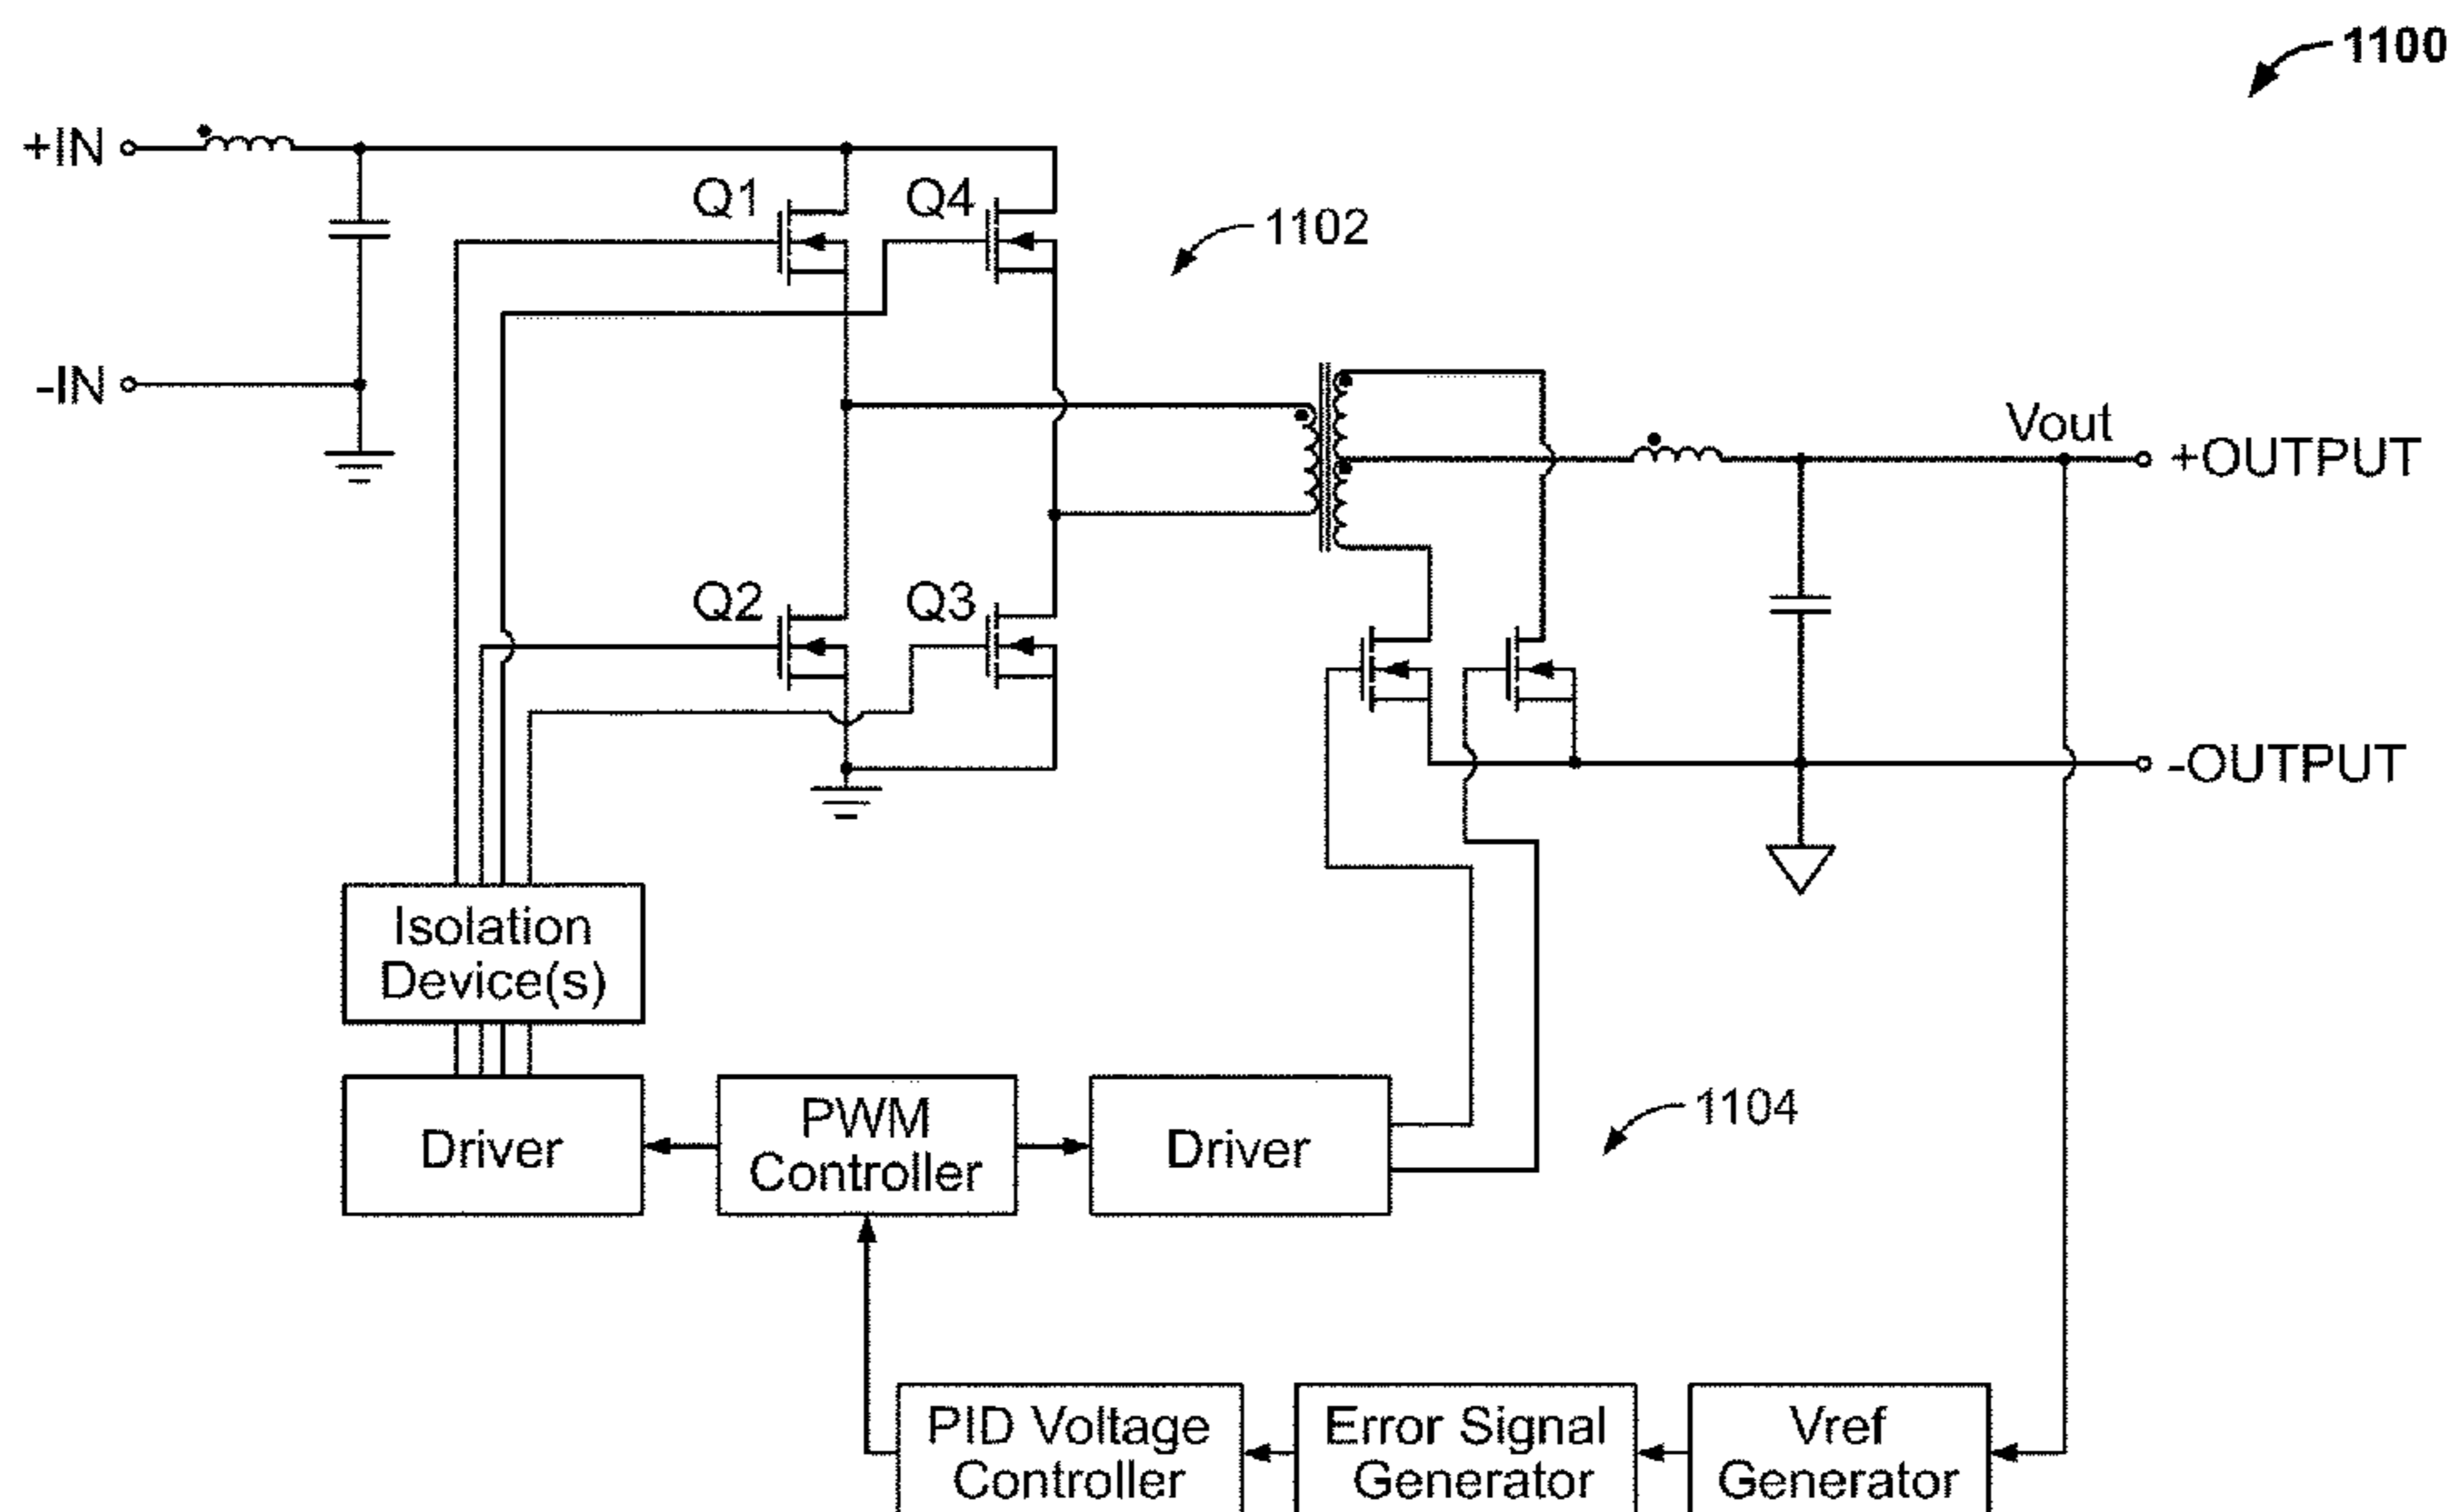 1100
+IN
Q1
Q4
1102
-IN
Vout
+OUTPUT
Q2
Q3
-OUTPUT
Isolation
Device(s)
Driver
PWM
Controller
Driver
1104
PID Voltage
Controller
Error Signal
Generator
Vref
Generator